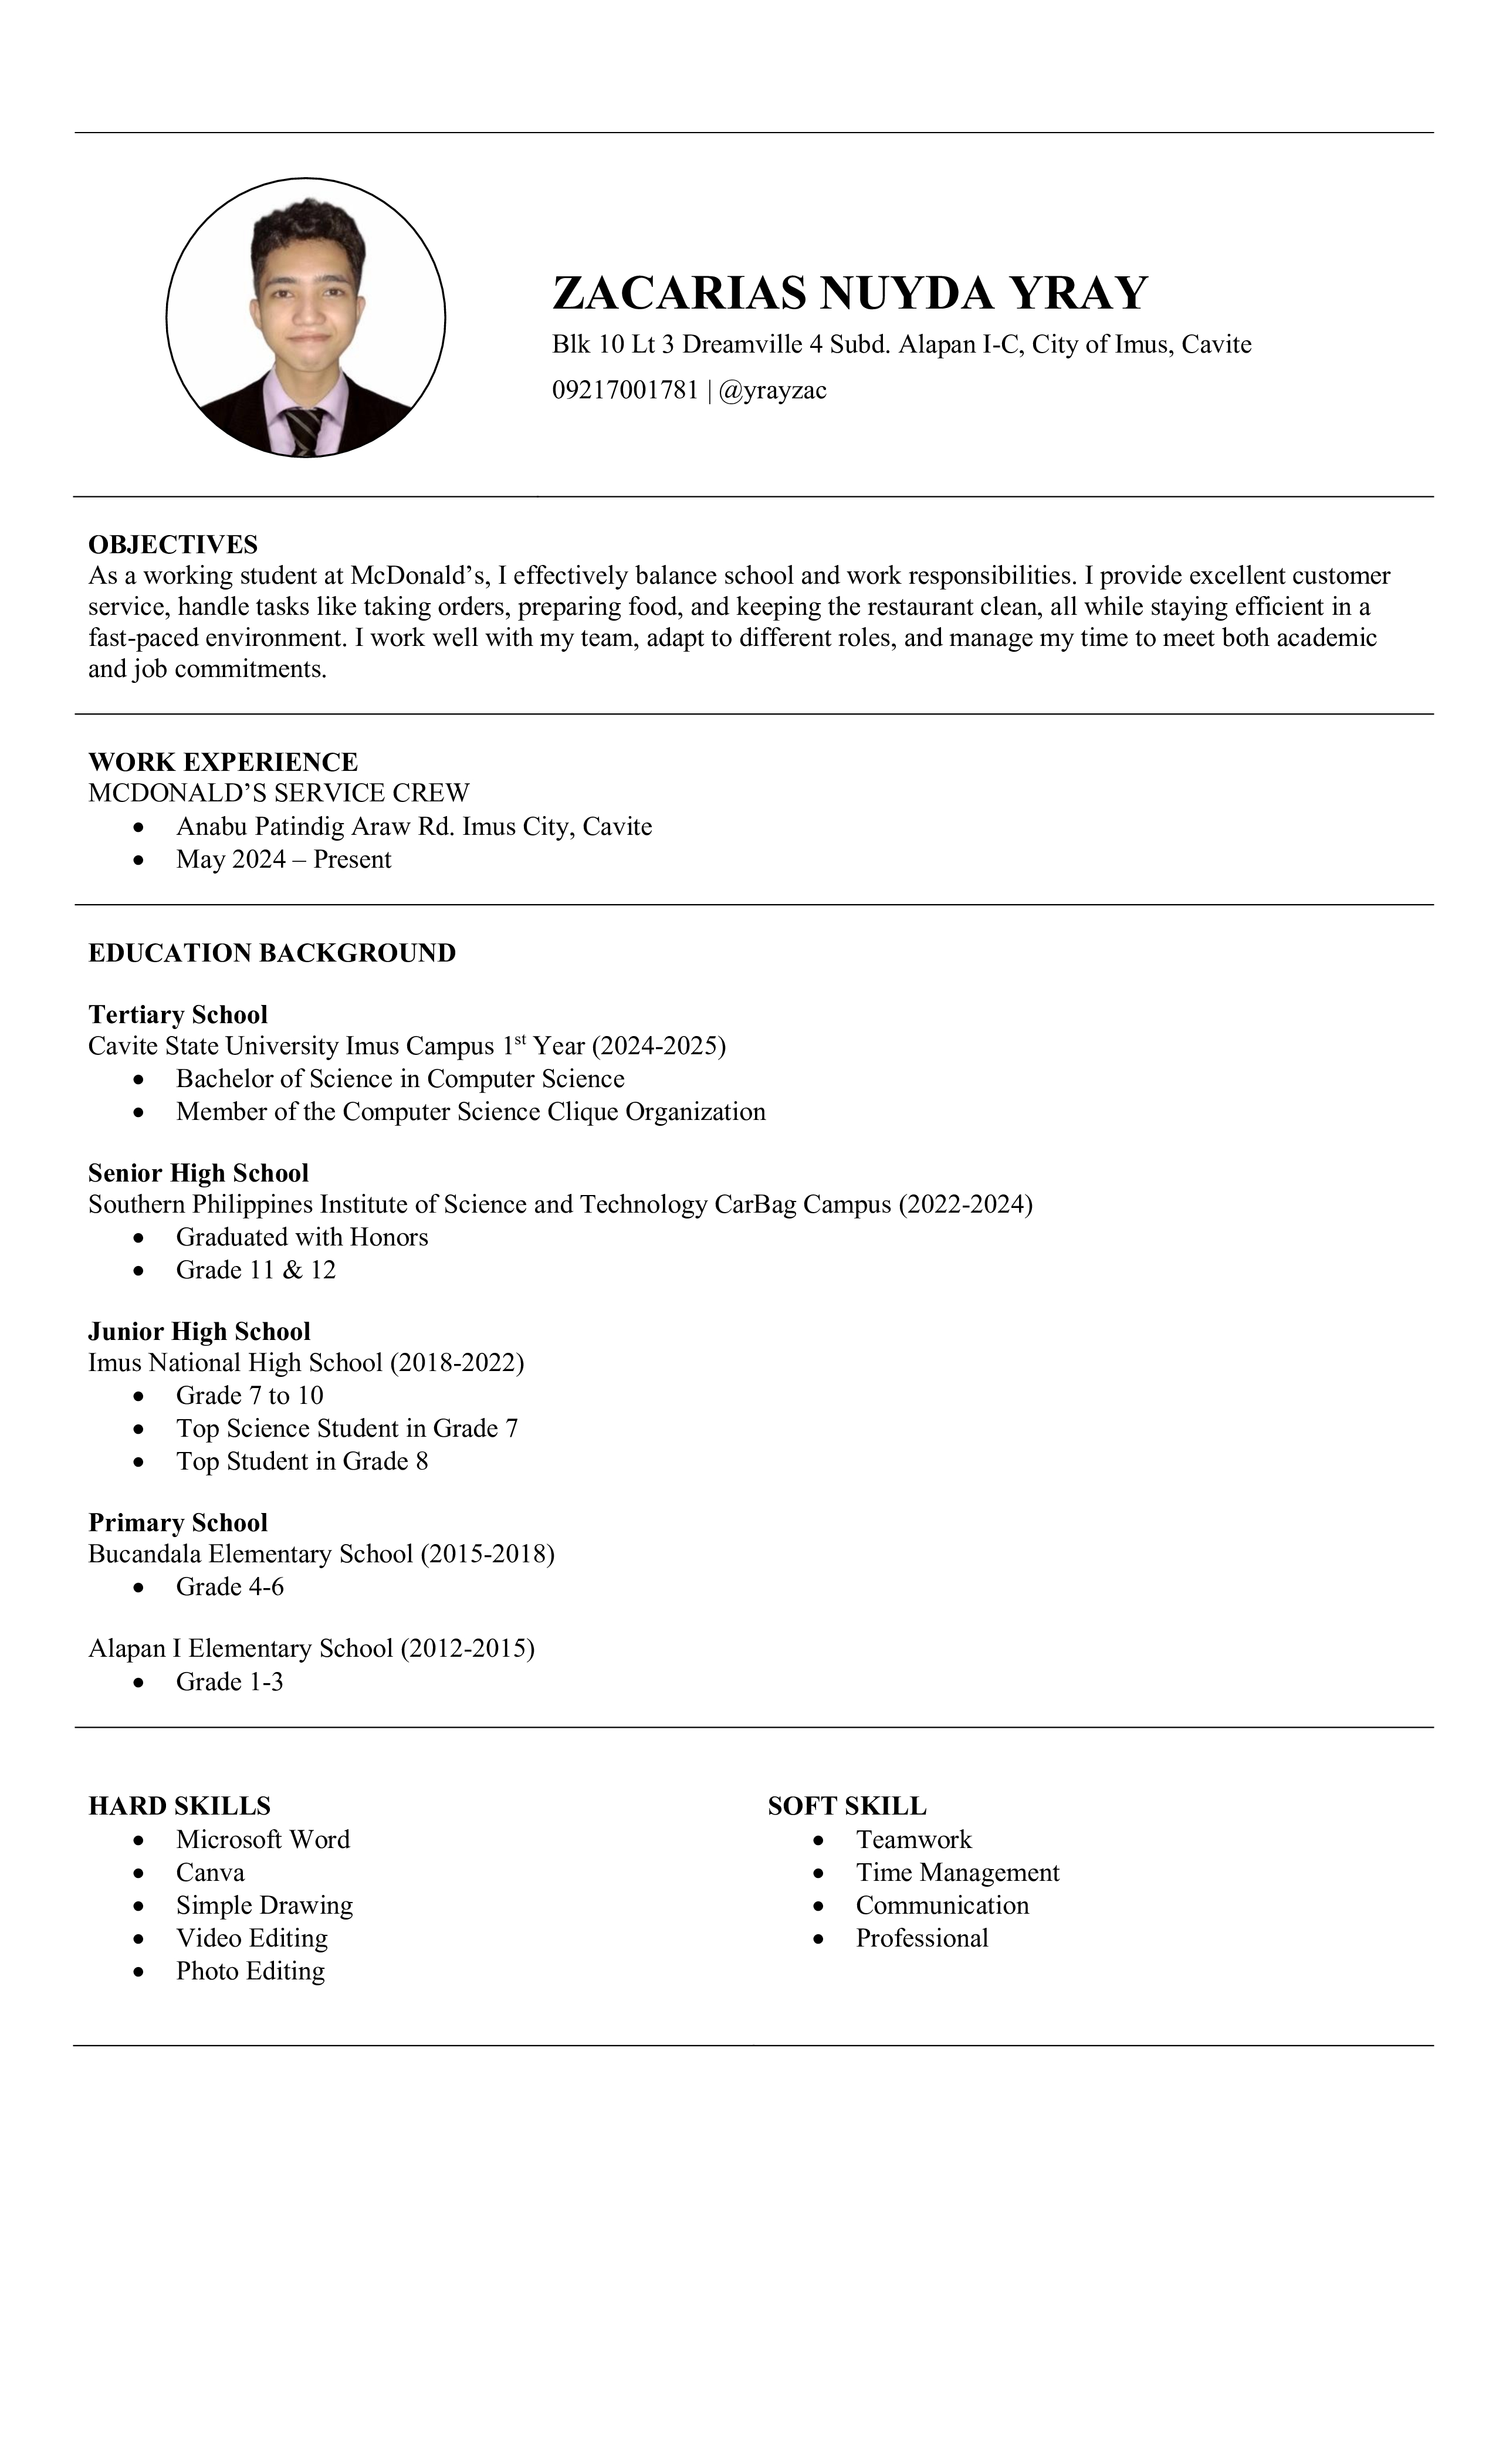 ZACARIAS NUYDA YRAY
Blk 10 Lt 3 Dreamville 4 Subd. Alapan I-C, City of Imus, Cavite
09217001781 | @yrayzac
OBJECTIVES
As a working student at McDonald’s, I effectively balance school and work responsibilities. I provide excellent customer
service, handle tasks like taking orders, preparing food, and keeping the restaurant clean, all while staying efficient in a
fast-paced environment. I work well with my team, adapt to different roles, and manage my time to meet both academic
and job commitments.
WORK EXPERIENCE
MCDONALD’S SERVICE CREW
• Anabu Patindig Araw Rd. Imus City, Cavite
• May 2024 – Present
EDUCATION BACKGROUND
Tertiary School
Cavite State University Imus Campus 1st Year (2024-2025)
• Bachelor of Science in Computer Science
• Member of the Computer Science Clique Organization
Senior High School
Southern Philippines Institute of Science and Technology CarBag Campus (2022-2024)
• Graduated with Honors
• Grade 11 & 12
Junior High School
Imus National High School (2018-2022)
• Grade 7 to 10
• Top Science Student in Grade 7
• Top Student in Grade 8
Primary School
Bucandala Elementary School (2015-2018)
• Grade 4-6
Alapan I Elementary School (2012-2015)
• Grade 1-3
HARD SKILLS
• Microsoft Word
• Canva
• Simple Drawing
• Video Editing
• Photo Editing
SOFT SKILL
• Teamwork
• Time Management
• Communication
• Professional